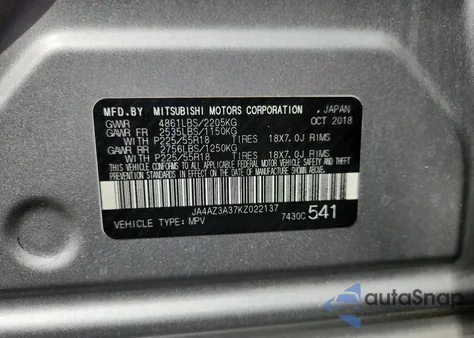 MFD.BY MITSUBISHI MOTORS CORPORATION JAPAN
GVWR 4861LBS/2205KG OCT 2018
GAWR FR 2535LBS/1150KG
WITH P225/55R18 TIRES 18X7.0J RIMS
GAWR RR 2756LBS/1250KG
WITH P225/55R18 TIRES 18X7.0J RIMS
THIS VEHICLE CONFORMS TO ALL APPLICABLE
FEDERAL MOTOR VEHICLE SAFETY AND THEFT
PREVENTION STANDARDS IN EFFECT ON THE
DATE OF MANUFACTURE SHOWN ABOVE.
JA4AZ3A37KZ022137
VEHICLE TYPE: MPV 7430C 541
autoSnap